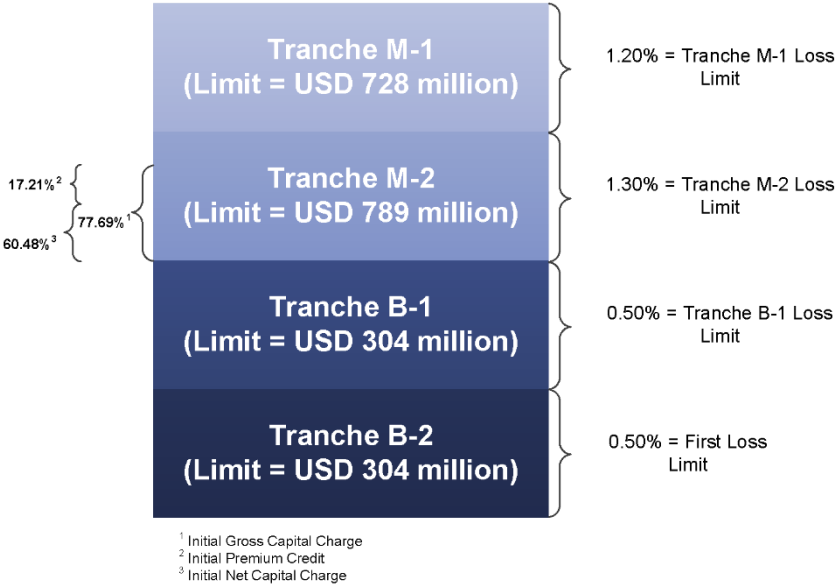 Tranche M-1
(Limit = USD 728 million)
1.20% = Tranche M-1 Loss
Limit
Tranche M-2
(Limit = USD 789 million)
1.30% = Tranche M-2 Loss
Limit
17.21%²
77.69%¹
60.48%³
Tranche B-1
(Limit = USD 304 million)
0.50% = Tranche B-1 Loss
Limit
Tranche B-2
(Limit = USD 304 million)
0.50% = First Loss
Limit
¹ Initial Gross Capital Charge
² Initial Premium Credit
³ Initial Net Capital Charge